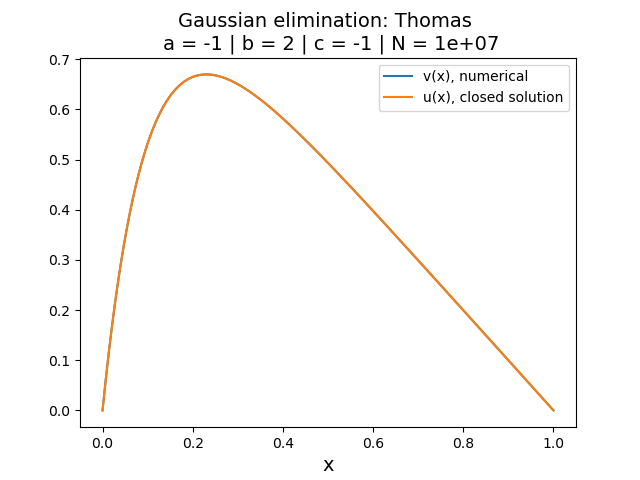 Gaussian elimination: Thomas
a = -1 | b = 2 | c = -1 | N = 1e+07
v(x), numerical
u(x), closed solution
0.7
0.6
0.5
0.4
0.3
0.2
0.1
0.0
0.0 0.2 0.4 0.6 0.8 1.0
x